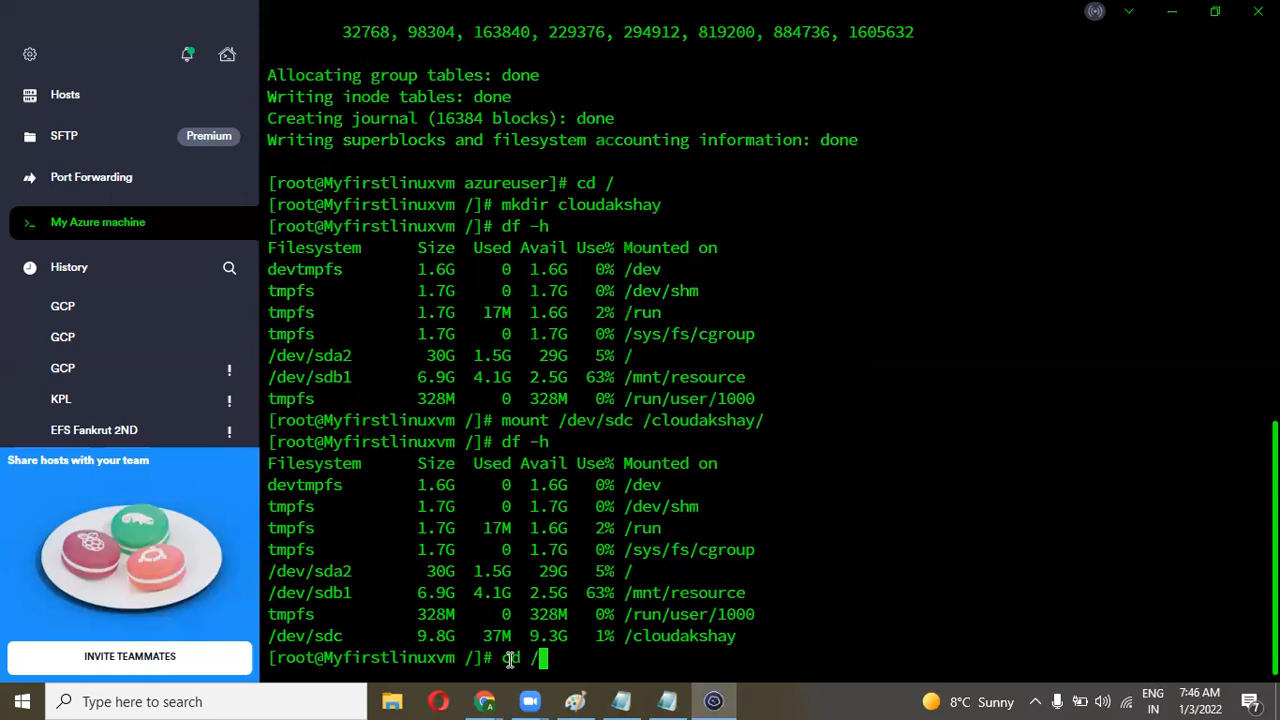 Hosts
SFTP Premium
Port Forwarding
My Azure machine
History
GCP
GCP
GCP !
KPL !
EFS Fankrut 2ND !
Share hosts with your team
INVITE TEAMMATES
32768, 98304, 163840, 229376, 294912, 819200, 884736, 1605632
Allocating group tables: done
Writing inode tables: done
Creating journal (16384 blocks): done
Writing superblocks and filesystem accounting information: done
[root@Myfirstlinuxvm azureuser]# cd /
[root@Myfirstlinuxvm /]# mkdir cloudakshay
[root@Myfirstlinuxvm /]# df -h
Filesystem Size Used Avail Use% Mounted on
devtmpfs 1.6G 0 1.6G 0% /dev
tmpfs 1.7G 0 1.7G 0% /dev/shm
tmpfs 1.7G 17M 1.6G 2% /run
tmpfs 1.7G 0 1.7G 0% /sys/fs/cgroup
/dev/sda2 30G 1.5G 29G 5% /
/dev/sdb1 6.9G 4.1G 2.5G 63% /mnt/resource
tmpfs 328M 0 328M 0% /run/user/1000
[root@Myfirstlinuxvm /]# mount /dev/sdc /cloudakshay/
[root@Myfirstlinuxvm /]# df -h
Filesystem Size Used Avail Use% Mounted on
devtmpfs 1.6G 0 1.6G 0% /dev
tmpfs 1.7G 0 1.7G 0% /dev/shm
tmpfs 1.7G 17M 1.6G 2% /run
tmpfs 1.7G 0 1.7G 0% /sys/fs/cgroup
/dev/sda2 30G 1.5G 29G 5% /
/dev/sdb1 6.9G 4.1G 2.5G 63% /mnt/resource
tmpfs 328M 0 328M 0% /run/user/1000
/dev/sdc 9.8G 37M 9.3G 1% /cloudakshay
[root@Myfirstlinuxvm /]# cd /
Type here to search
8°C Sunny
ENG
IN
7:46 AM
1/3/2022